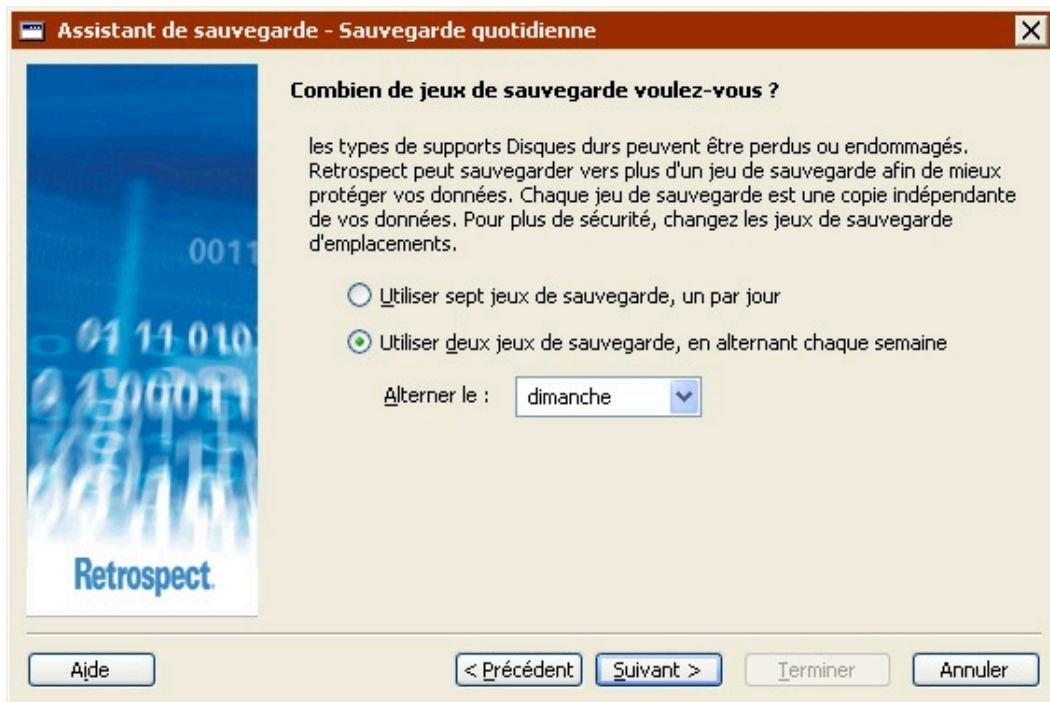 Assistant de sauvegarde - Sauvegarde quotidienne
Combien de jeux de sauvegarde voulez-vous ?
les types de supports Disques durs peuvent être perdus ou endommagés.
Retrospect peut sauvegarder vers plus d'un jeu de sauvegarde afin de mieux
protéger vos données. Chaque jeu de sauvegarde est une copie indépendante
de vos données. Pour plus de sécurité, changez les jeux de sauvegarde
d'emplacements.
Utiliser sept jeux de sauvegarde, un par jour
Utiliser deux jeux de sauvegarde, en alternant chaque semaine
Alterner le : dimanche
0011
01 11 010
Retrospect
Aide < Précédent Suivant > Terminer Annuler